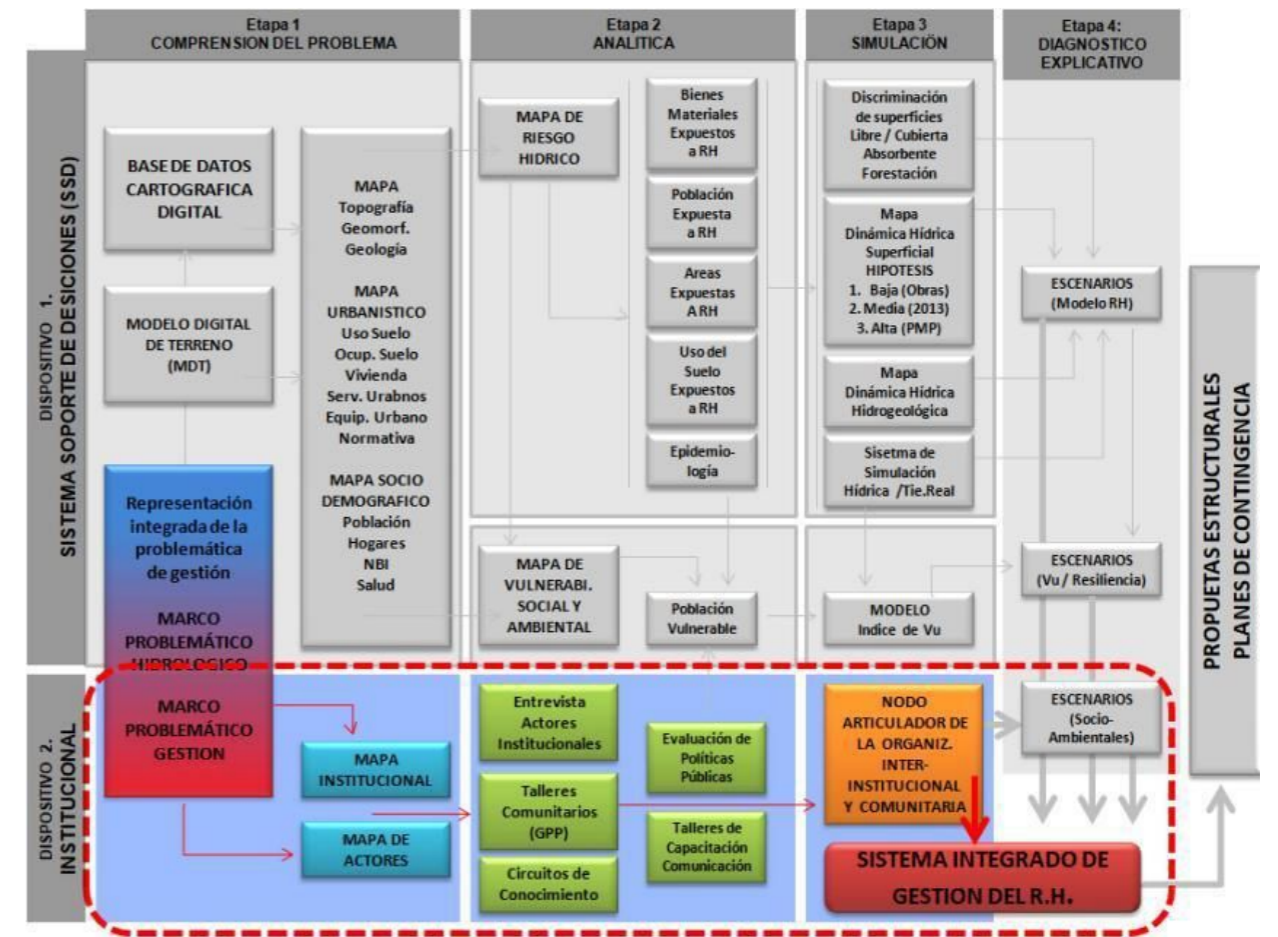 Etapa 1
COMPRENSION DEL PROBLEMA
Etapa 2
ANALITICA
Etapa 3
SIMULACIÖN
Etapa 4:
DIAGNOSTICO
EXPLICATIVO
DISPOSITIVO 1.
SISTEMA SOPORTE DE DESICIONES (SSD)
BASE DE DATOS
CARTOGRAFICA
DIGITAL
MODELO DIGITAL
DE TERRENO
(MDT)
Representación
integrada de la
problemática
de gestión
MARCO
PROBLEMÁTICO
HIDROLOGICO
MARCO
PROBLEMÁTICO
GESTION
MAPA
Topografía
Geomorf.
Geología
MAPA
URBANISTICO
Uso Suelo
Ocup. Suelo
Vivienda
Serv. Urabnos
Equip. Urbano
Normativa
MAPA SOCIO
DEMOGRAFICO
Población
Hogares
NBI
Salud
MAPA DE
RIESGO
HIDRICO
Bienes
Materiales
Expuestos
a RH
Población
Expuesta
a RH
Areas
Expuestas
A RH
Uso del
Suelo
Expuestos
a RH
Epidemio-
logía
MAPA DE
VULNERABI.
SOCIAL Y
AMBIENTAL
Población
Vulnerable
Discriminación
de superficies
Libre / Cubierta
Absorbente
Forestación
Mapa
Dinámica Hídrica
Superficial
HIPOTESIS
1. Baja (Obras)
2. Media (2013)
3. Alta (PMP)
Mapa
Dinámica Hídrica
Hidrogeológica
Sisetma de
Simulación
Hídrica /Tie.Real
MODELO
Indice de Vu
ESCENARIOS
(Modelo RH)
ESCENARIOS
(Vu / Resiliencia)
ESCENARIOS
(Socio-
Ambientales)
PROPUETAS ESTRUCTURALES
PLANES DE CONTINGENCIA
DISPOSITIVO 2.
INSTITUCIONAL
MAPA
INSTITUCIONAL
MAPA DE
ACTORES
Entrevista
Actores
Institucionales
Talleres
Comunitarios
(GPP)
Circuitos de
Conocimiento
Evaluación de
Políticas
Públicas
Talleres de
Capacitación
Comunicación
NODO
ARTICULADOR DE
LA ORGANIZ.
INTER-
INSTITUCIONAL
Y COMUNITARIA
SISTEMA INTEGRADO DE
GESTION DEL R.H.